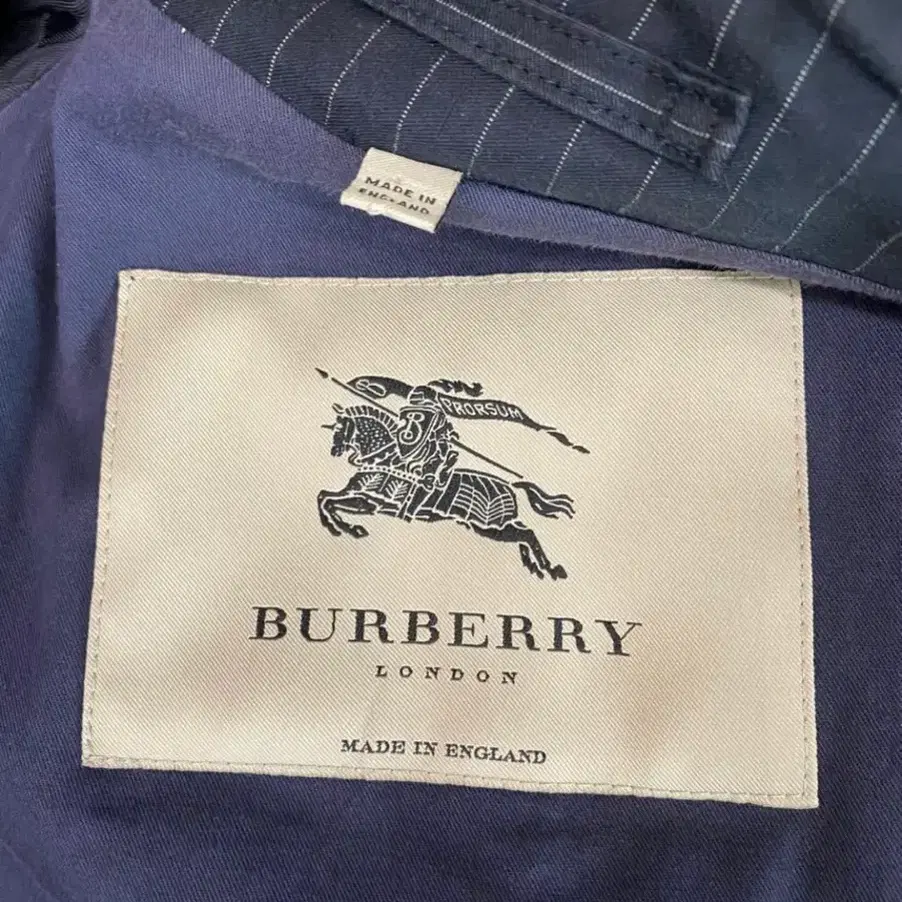 MADE IN
ENGLAND
PRORSUM
BURBERRY
LONDON
MADE IN ENGLAND